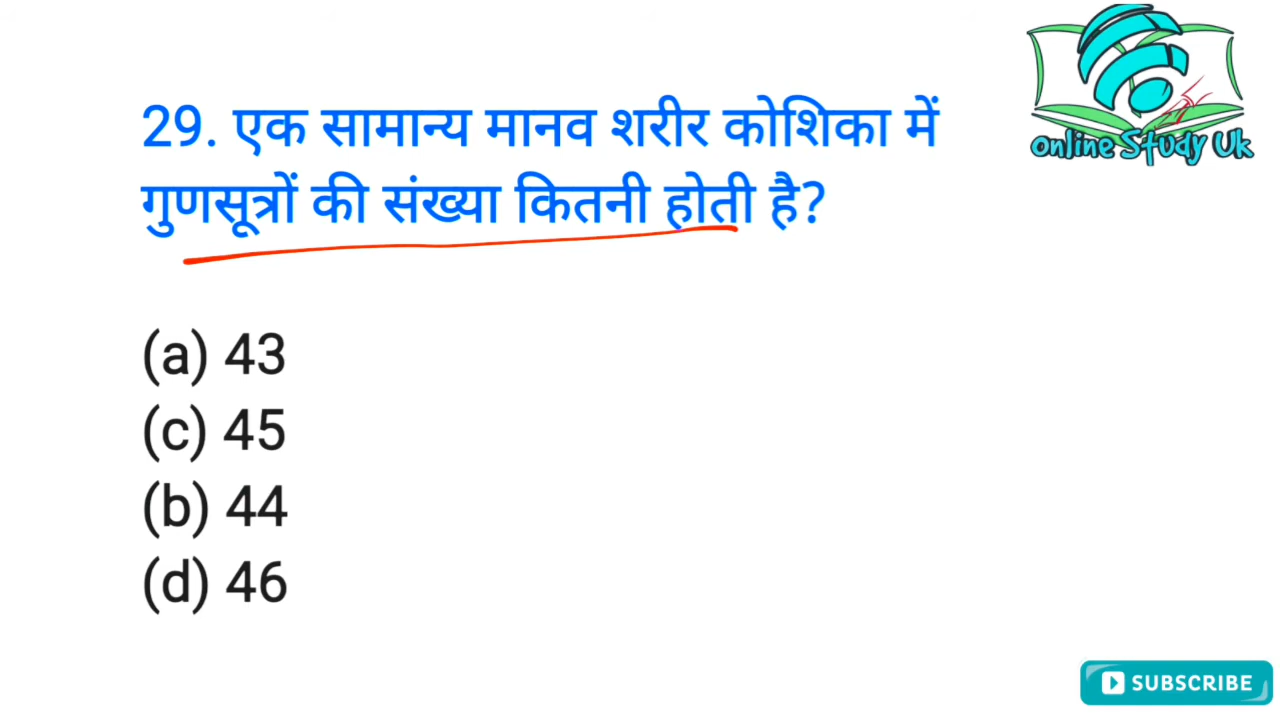 29. एक सामान्य मानव शरीर कोशिका में
गुणसूत्रों की संख्या कितनी होती है?
(a) 43
(c) 45
(b) 44
(d) 46
Online Study Uk
SUBSCRIBE